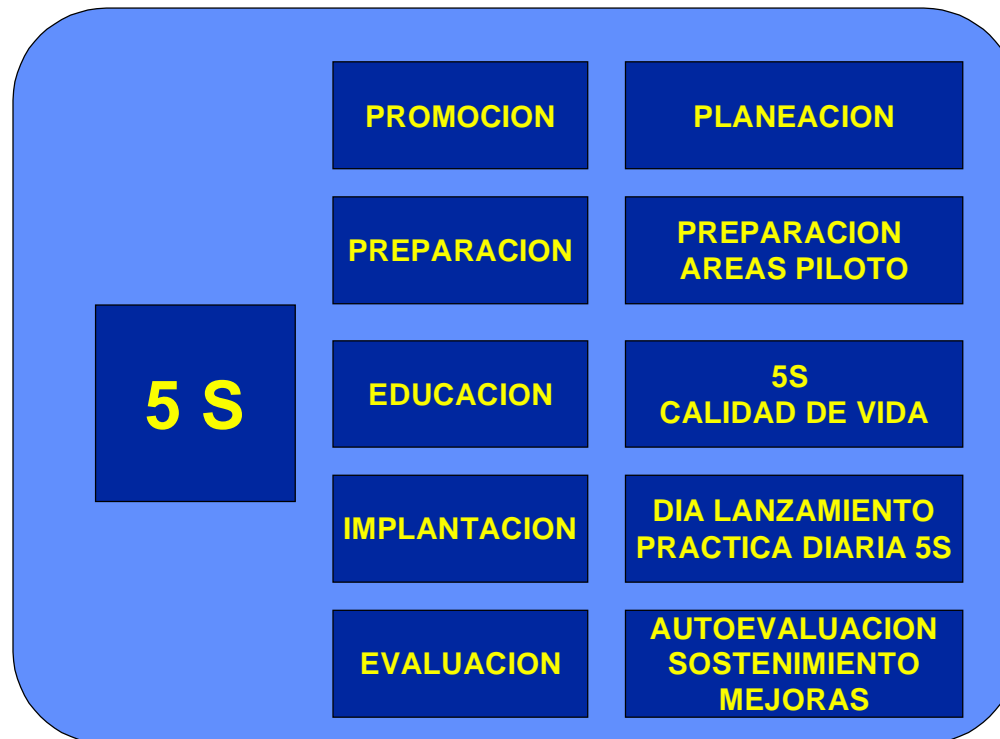 PROMOCION
PLANEACION
PREPARACION
PREPARACION
AREAS PILOTO
5 S
EDUCACION
5S
CALIDAD DE VIDA
IMPLANTACION
DIA LANZAMIENTO
PRACTICA DIARIA 5S
EVALUACION
AUTOEVALUACION
SOSTENIMIENTO
MEJORAS